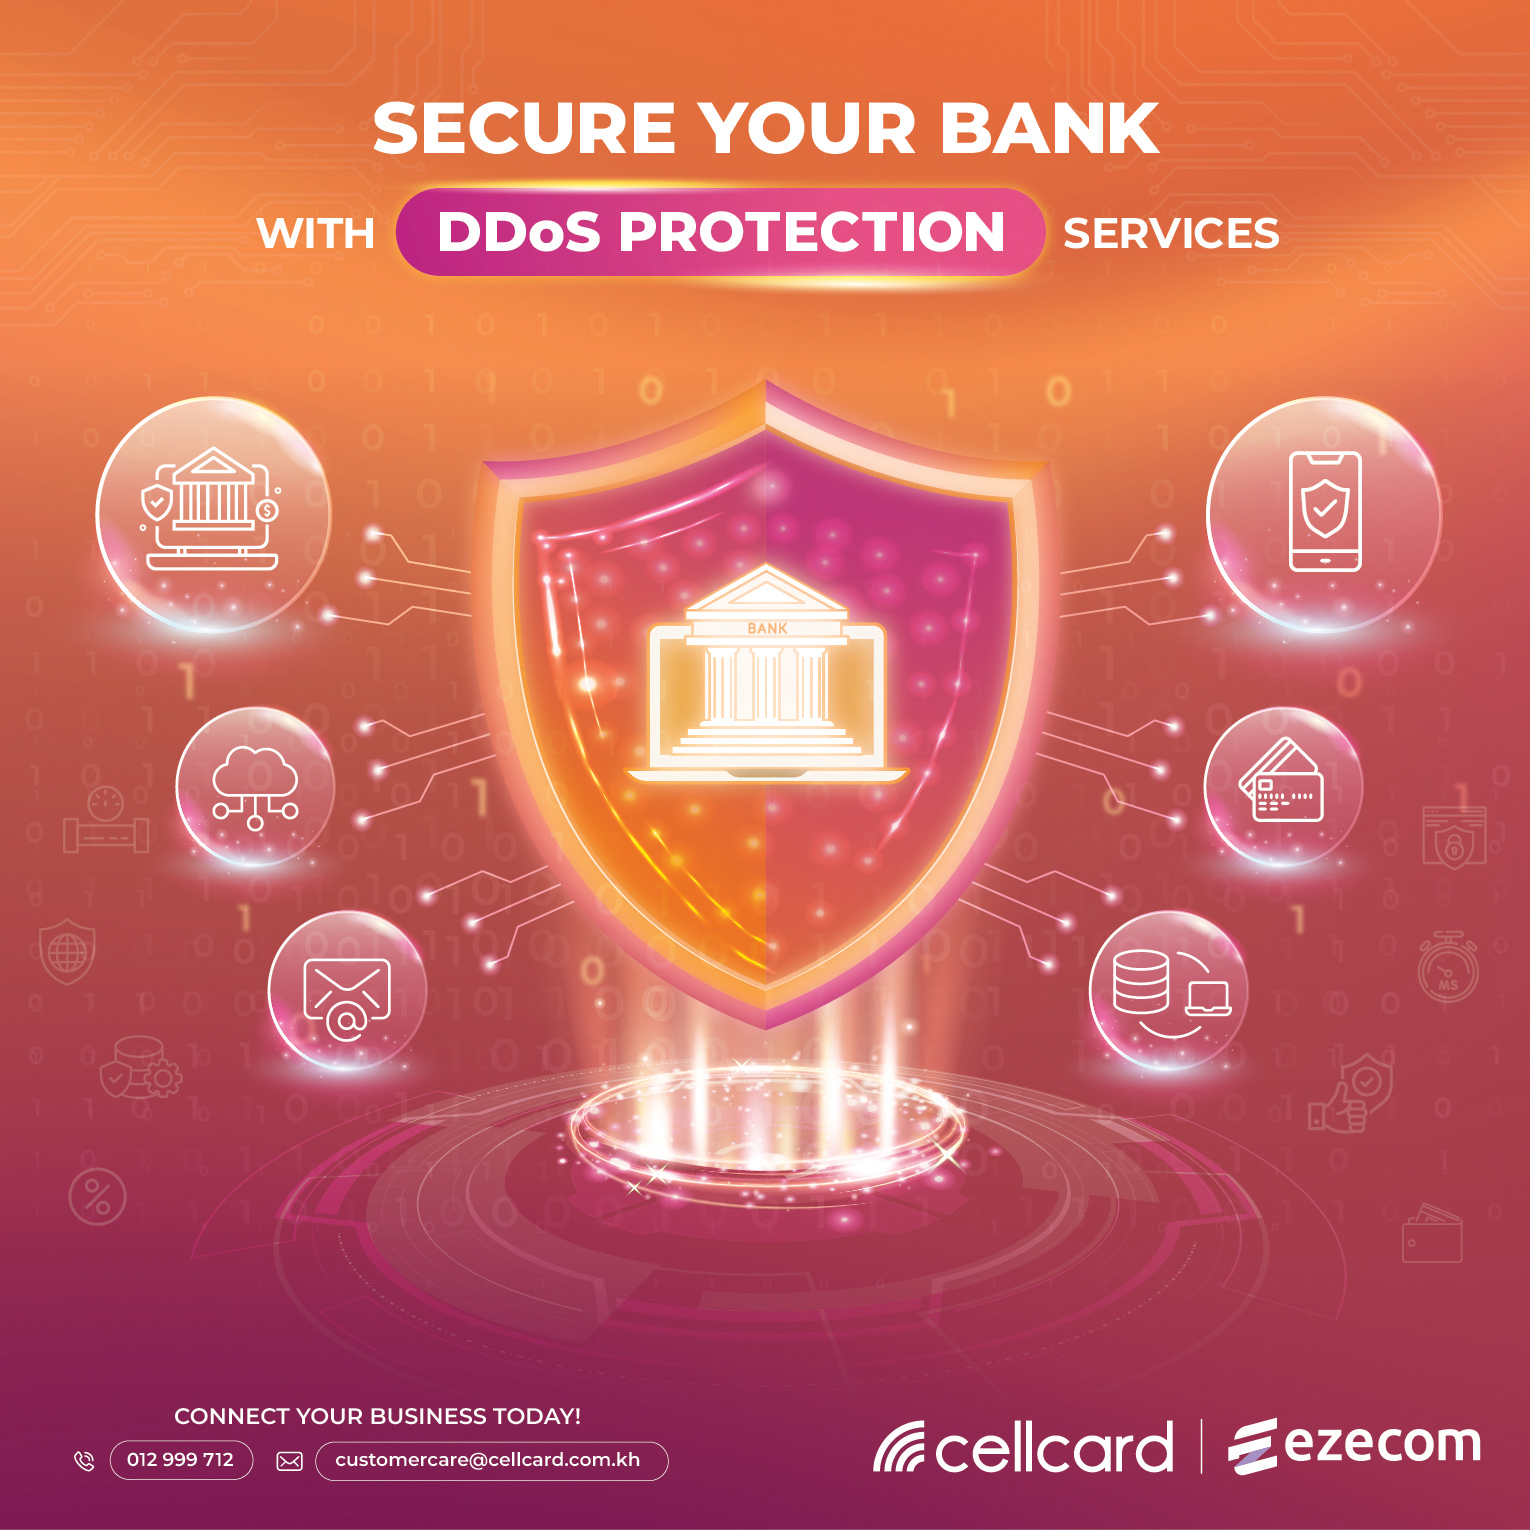 SECURE YOUR BANK
WITH DDoS PROTECTION SERVICES
BANK
MS
CONNECT YOUR BUSINESS TODAY!
012 999 712 customercare@cellcard.com.kh
cellcard | ezecom